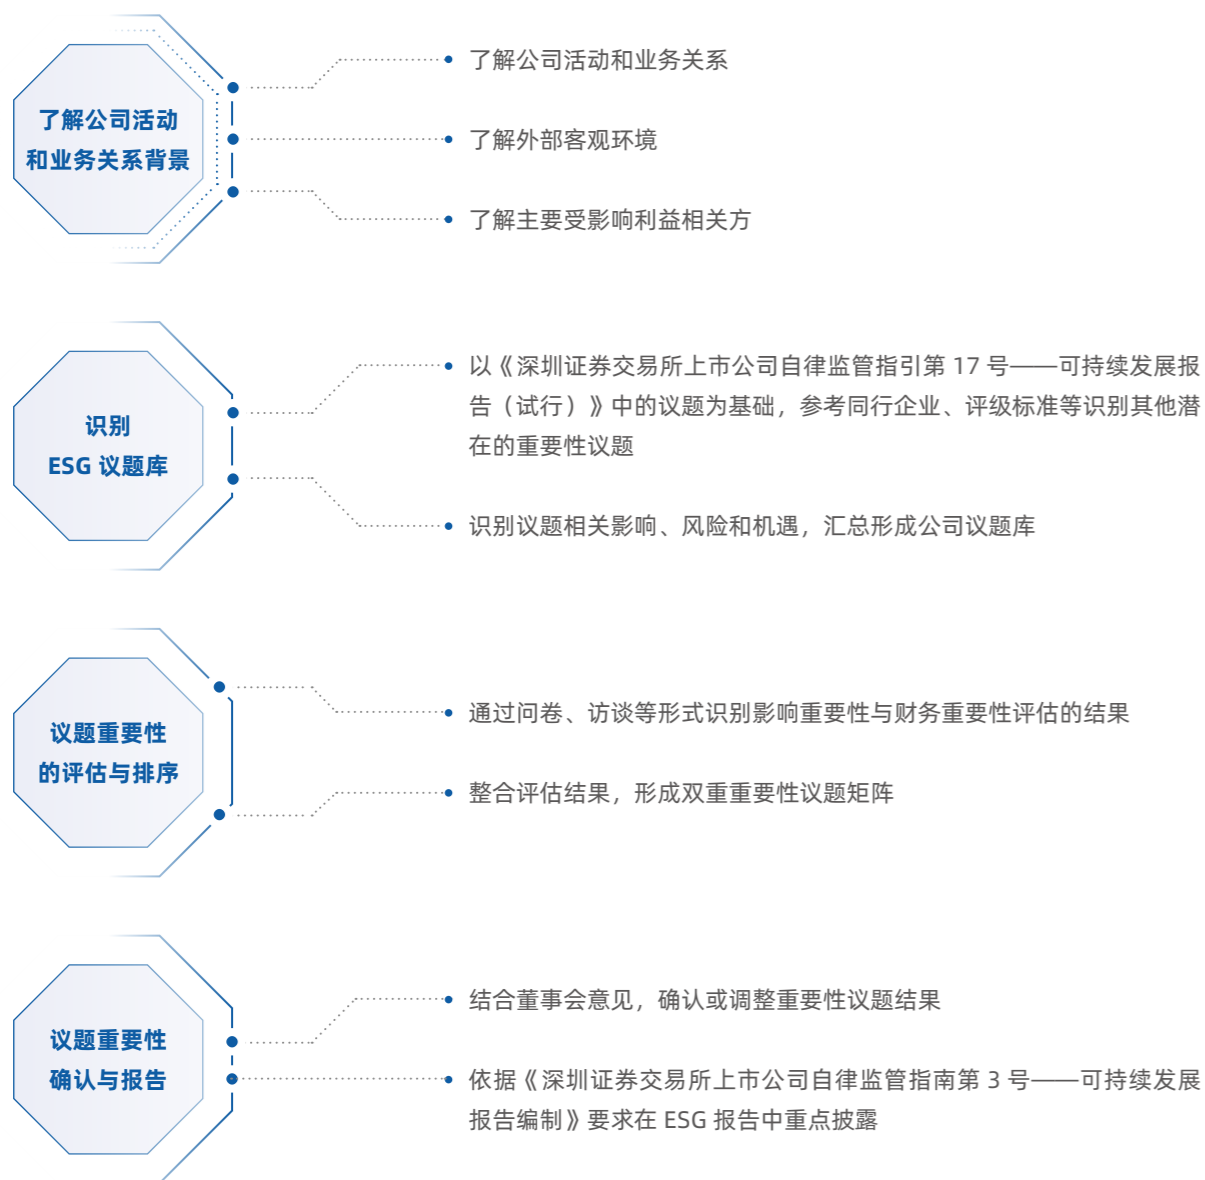 了解公司活动
和业务关系背景
了解公司活动和业务关系
了解外部客观环境
了解主要受影响利益相关方
识别
ESG 议题库
以《深圳证券交易所上市公司自律监管指引第 17 号——可持续发展报
告（试行）》中的议题为基础，参考同行企业、评级标准等识别其他潜
在的重要性议题
识别议题相关影响、风险和机遇，汇总形成公司议题库
议题重要性
的评估与排序
通过问卷、访谈等形式识别影响重要性与财务重要性评估的结果
整合评估结果，形成双重重要性议题矩阵
议题重要性
确认与报告
结合董事会意见，确认或调整重要性议题结果
依据《深圳证券交易所上市公司自律监管指南第 3 号——可持续发展
报告编制》要求在 ESG 报告中重点披露